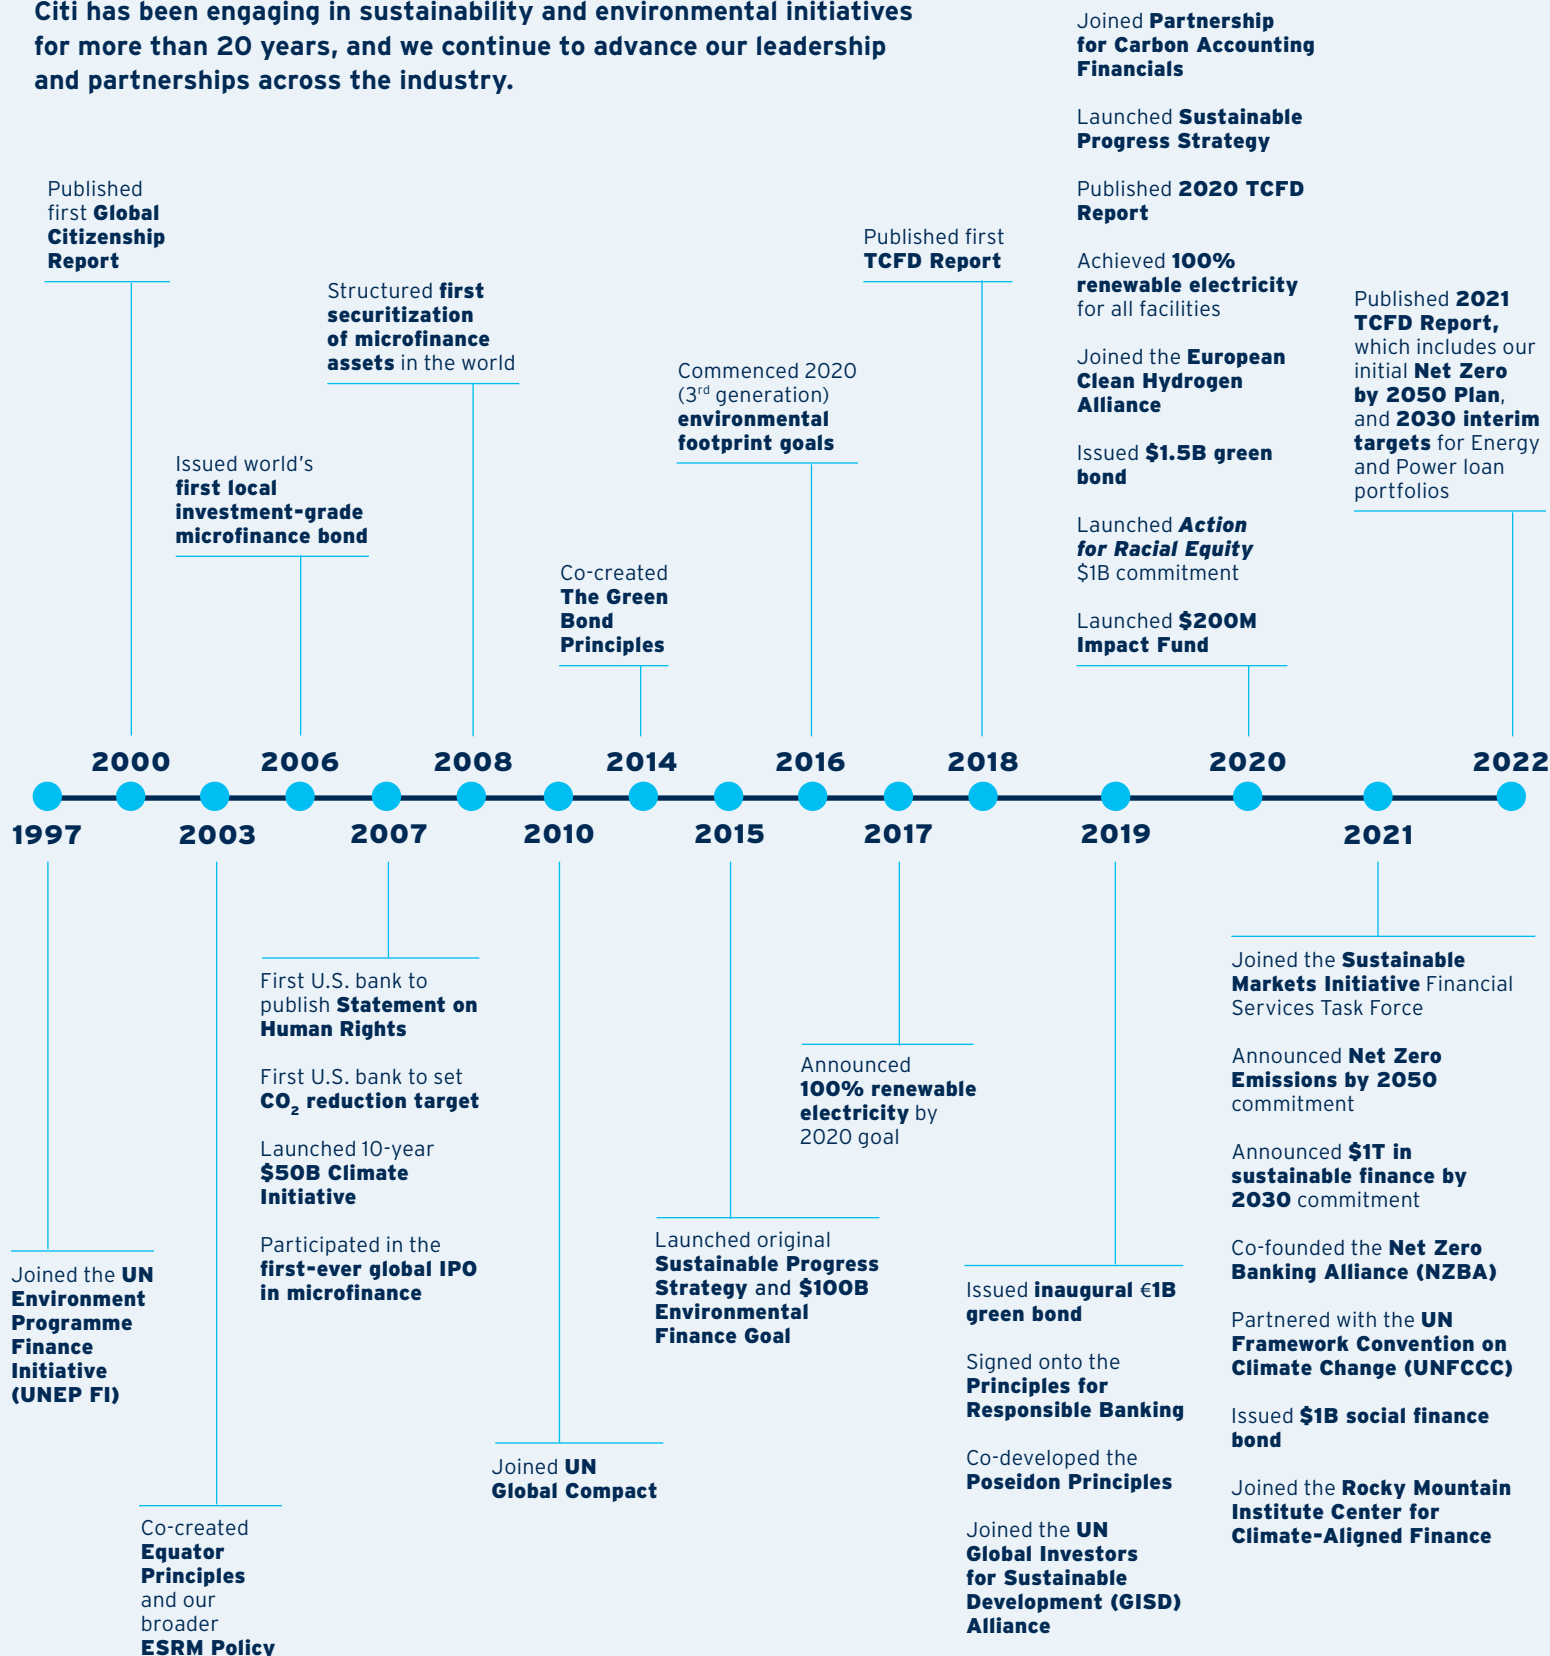 Citi has been engaging in sustainability and environmental initiatives
for more than 20 years, and we continue to advance our leadership
and partnerships across the industry.
Published
first Global
Citizenship
Report
Issued world's
first local
investment-grade
microfinance bond
Structured first
securitization
of microfinance
assets in the world
Co-created
The Green
Bond
Principles
Commenced 2020
(3rd generation)
environmental
footprint goals
Published first
TCFD Report
Joined Partnership
for Carbon Accounting
Financials
Launched Sustainable
Progress Strategy
Published 2020 TCFD
Report
Achieved 100%
renewable electricity
for all facilities
Joined the European
Clean Hydrogen
Alliance
Issued $1.5B green
bond
Launched Action
for Racial Equity
$1B commitment
Launched $200M
Impact Fund
Published 2021
TCFD Report,
which includes our
initial Net Zero
by 2050 Plan,
and 2030 interim
targets for Energy
and Power loan
portfolios
2000 2006 2008 2014 2016 2018 2020 2022
1997 2003 2007 2010 2015 2017 2019 2021
Joined the UN
Environment
Programme
Finance
Initiative
(UNEP FI)
Co-created
Equator
Principles
and our
broader
ESRM Policy
First U.S. bank to
publish Statement on
Human Rights
First U.S. bank to set
CO₂ reduction target
Launched 10-year
$50B Climate
Initiative
Participated in the
first-ever global IPO
in microfinance
Joined UN
Global Compact
Launched original
Sustainable Progress
Strategy and $100B
Environmental
Finance Goal
Announced
100% renewable
electricity by
2020 goal
Issued inaugural €1B
green bond
Signed onto the
Principles for
Responsible Banking
Co-developed the
Poseidon Principles
Joined the UN
Global Investors
for Sustainable
Development (GISD)
Alliance
Joined the Sustainable
Markets Initiative Financial
Services Task Force
Announced Net Zero
Emissions by 2050
commitment
Announced $1T in
sustainable finance by
2030 commitment
Co-founded the Net Zero
Banking Alliance (NZBA)
Partnered with the UN
Framework Convention on
Climate Change (UNFCCC)
Issued $1B social finance
bond
Joined the Rocky Mountain
Institute Center for
Climate-Aligned Finance